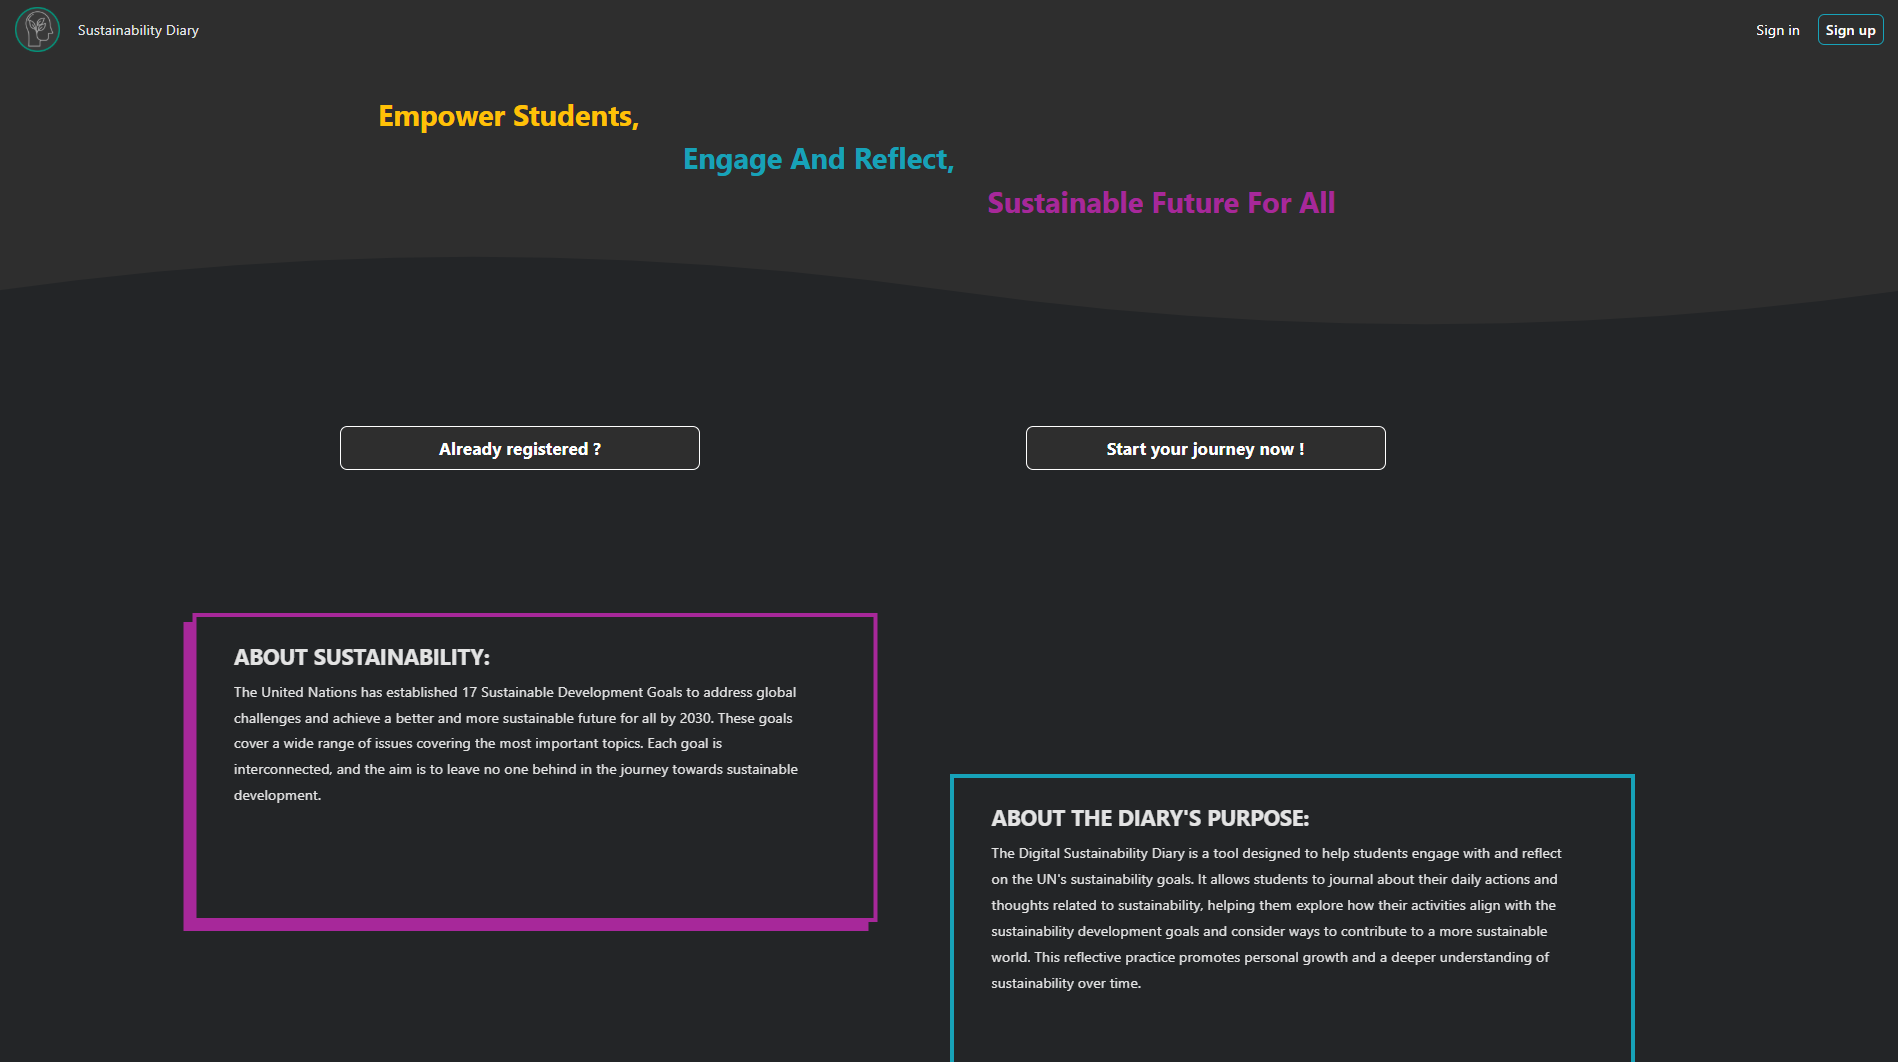 Sustainability Diary
Sign in
Sign up
Empower Students,
Engage And Reflect,
Sustainable Future For All
Already registered ?
Start your journey now !
ABOUT SUSTAINABILITY:
The United Nations has established 17 Sustainable Development Goals to address global
challenges and achieve a better and more sustainable future for all by 2030. These goals
cover a wide range of issues covering the most important topics. Each goal is
interconnected, and the aim is to leave no one behind in the journey towards sustainable
development.
ABOUT THE DIARY'S PURPOSE:
The Digital Sustainability Diary is a tool designed to help students engage with and reflect
on the UN's sustainability goals. It allows students to journal about their daily actions and
thoughts related to sustainability, helping them explore how their activities align with the
sustainability development goals and consider ways to contribute to a more sustainable
world. This reflective practice promotes personal growth and a deeper understanding of
sustainability over time.